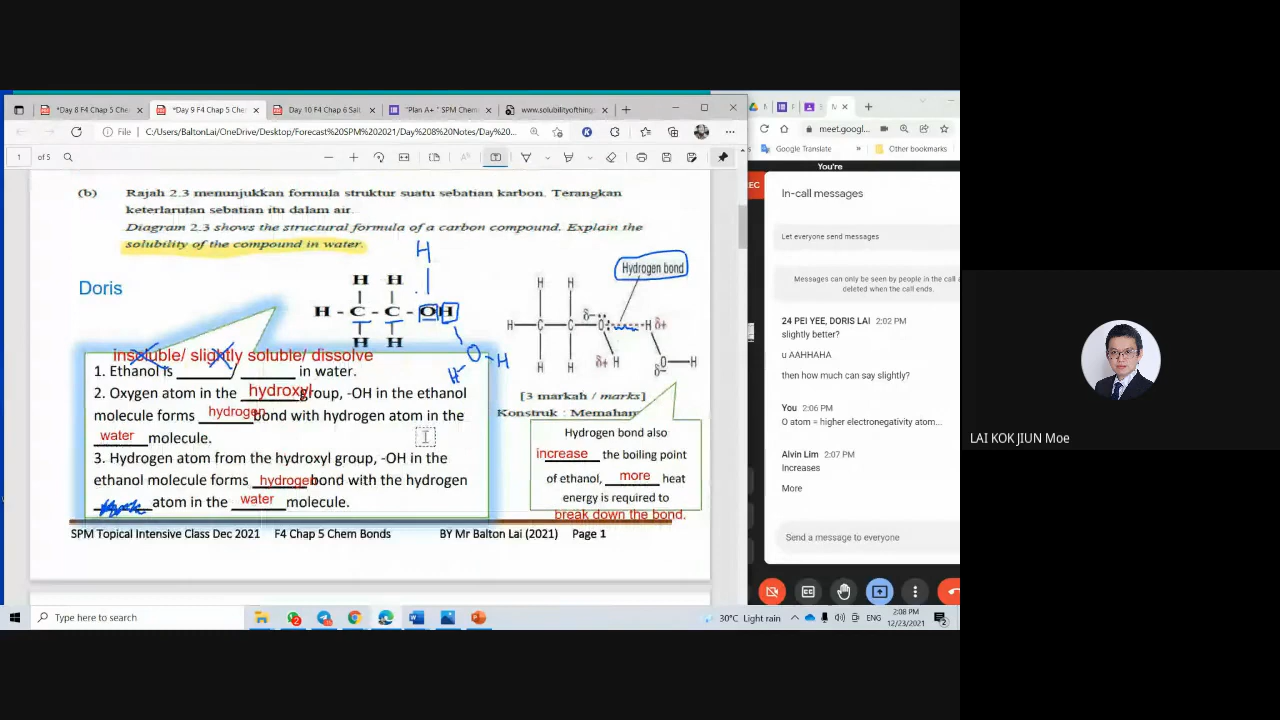 *Day 8 F4 Chap 5 Che
*Day 9 F4 Chap 5 Che
Day 10 F4 Chap 6 Salt
"Plan A+" SPM Chem
www.solubilityofthing
File C:/Users/BaltonLai/OneDrive/Desktop/Forecast%20SPM%202021/Day%208%20Notes/Day%20...
1 of 5
(b) Rajah 2.3 menunjukkan formula struktur suatu sebatian karbon. Terangkan
keterlarutan sebatian itu dalam air.
Diagram 2.3 shows the structural formula of a carbon compound. Explain the
solubility of the compound in water.
H
Hydrogen bond
Doris
H H
H - C - C - OH
H H
O - H
H
H H
H C C O δ- H δ+
H H δ+ H O δ- H
insoluble/ slightly soluble/ dissolve
1. Ethanol is ______ ______ in water.
2. Oxygen atom in the hydroxyl group, -OH in the ethanol
molecule forms hydrogen bond with hydrogen atom in the
water molecule.
3. Hydrogen atom from the hydroxyl group, -OH in the
ethanol molecule forms hydrogen bond with the hydrogen
______ atom in the water molecule.
[3 markah / marks]
Konstruk : Memaham
Hydrogen bond also
increase the boiling point
of ethanol, more heat
energy is required to
break down the bond.
SPM Topical Intensive Class Dec 2021 F4 Chap 5 Chem Bonds BY Mr Balton Lai (2021) Page 1
Type here to search
30°C Light rain
ENG
2:08 PM
12/23/2021
2
meet.googl...
Google Translate
Other bookmarks
You're
EC
In-call messages
Let everyone send messages
Messages can only be seen by people in the call a
deleted when the call ends.
24 PEI YEE, DORIS LAI 2:02 PM
slightly better?
u AAHHAHA
then how much can say slightly?
You 2:06 PM
O atom = higher electronegativity atom...
Alvin Lim 2:07 PM
Increases
More
Send a message to everyone
LAI KOK JIUN Moe